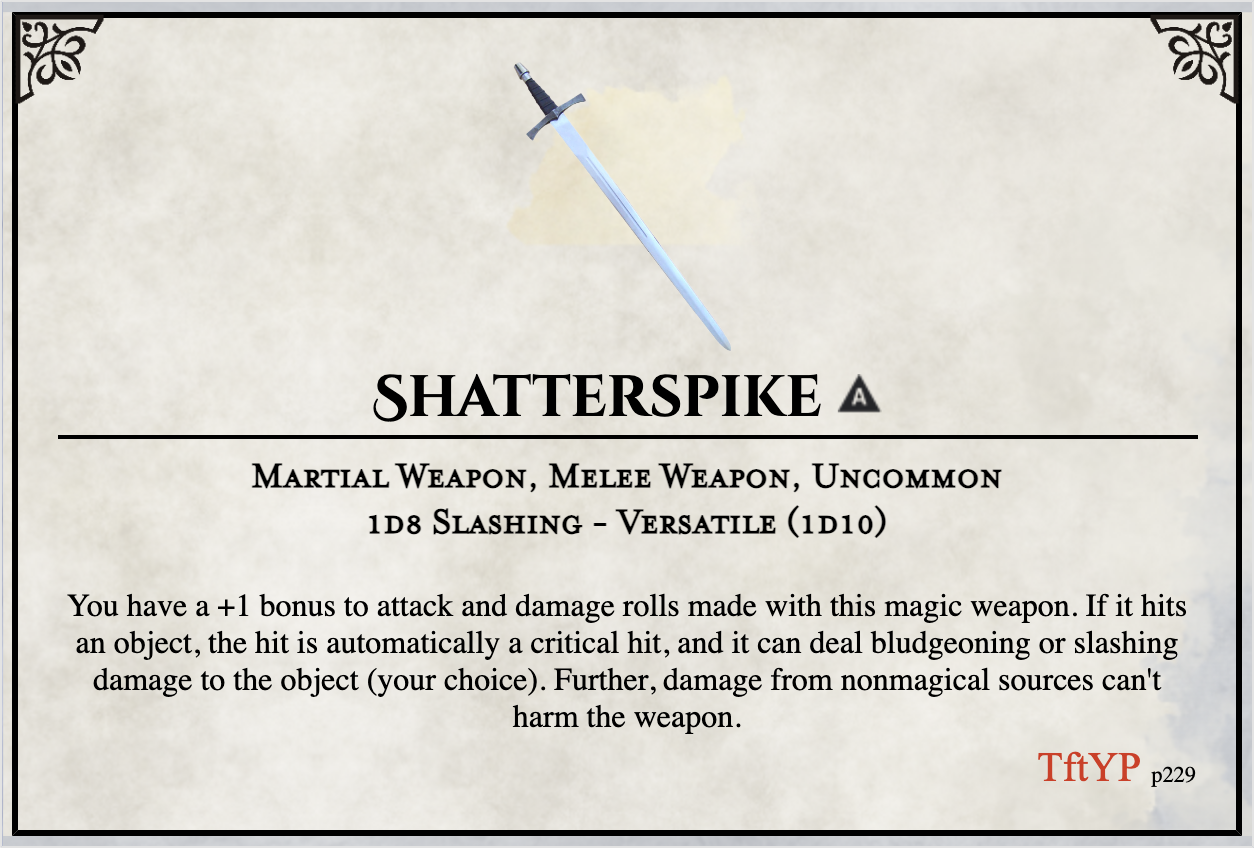 Shatterspike A
Martial Weapon, Melee Weapon, Uncommon
1d8 Slashing - Versatile (1d10)
You have a +1 bonus to attack and damage rolls made with this magic weapon. If it hits
an object, the hit is automatically a critical hit, and it can deal bludgeoning or slashing
damage to the object (your choice). Further, damage from nonmagical sources can't
harm the weapon.
TftYP p229